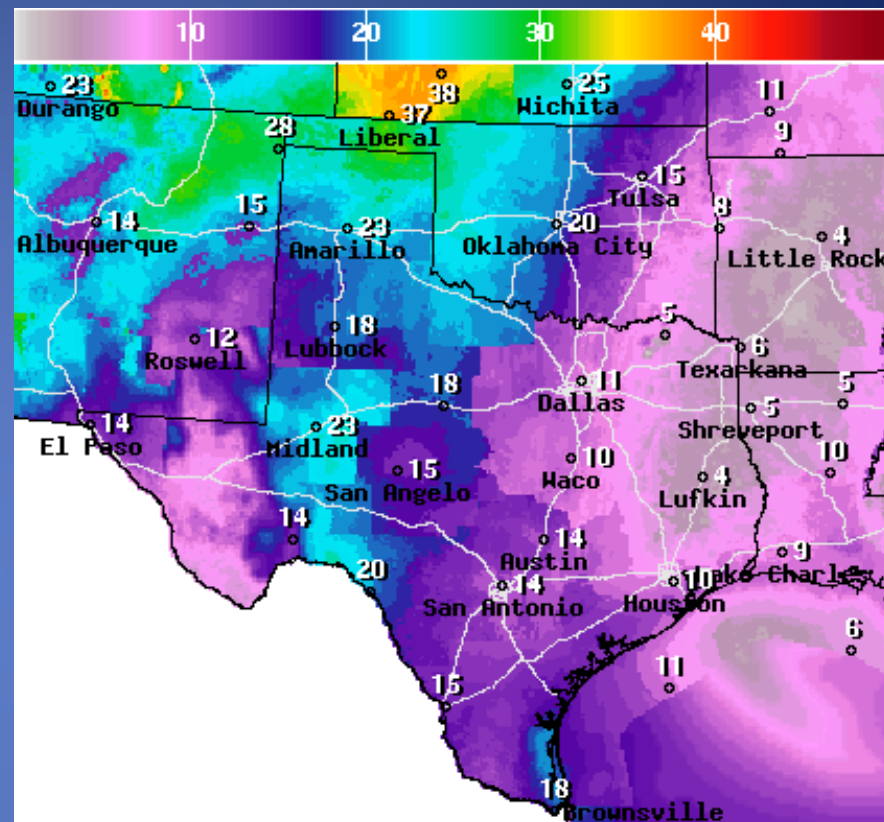 10 20 30 40
38
23 25
Durango Wichita 11
37
Liberal
28 9
15
Tulsa
14 15 23 20 8 4
Albuquerque Amarillo Oklahoma City Little Rock
18 5
12 Lubbock 6
Roswell Texarkana
11
18 Dallas 5 5
14 23 Shreveport
El Paso Midland
15 10 4 10
San Angelo Waco Lufkin
14 14 9
Austin
20 14 10 Lake Charles
San Antonio Houston
6
11
15
18
Brownsville